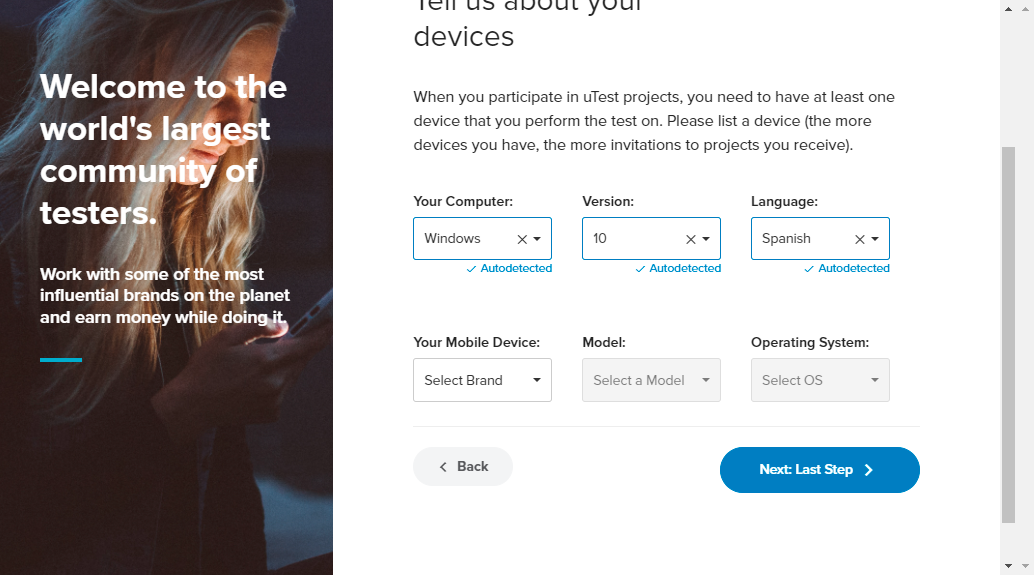 Welcome to the
world's largest
community of
testers.
Work with some of the most
influential brands on the planet
and earn money while doing it.
Tell us about your
devices
When you participate in uTest projects, you need to have at least one
device that you perform the test on. Please list a device (the more
devices you have, the more invitations to projects you receive).
Your Computer: Version: Language:
Windows 10 Spanish
Autodetected Autodetected Autodetected
Your Mobile Device: Model: Operating System:
Select Brand Select a Model Select OS
Back Next: Last Step